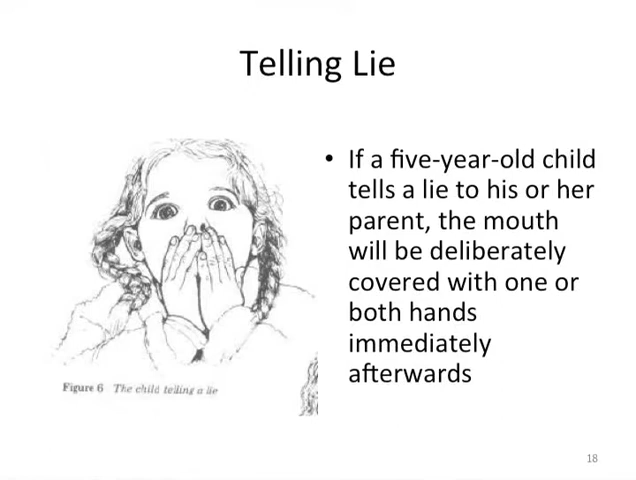 Telling Lie
• If a five-year-old child
tells a lie to his or her
parent, the mouth
will be deliberately
covered with one or
both hands
immediately
afterwards
Figure 6 The child telling a lie
18